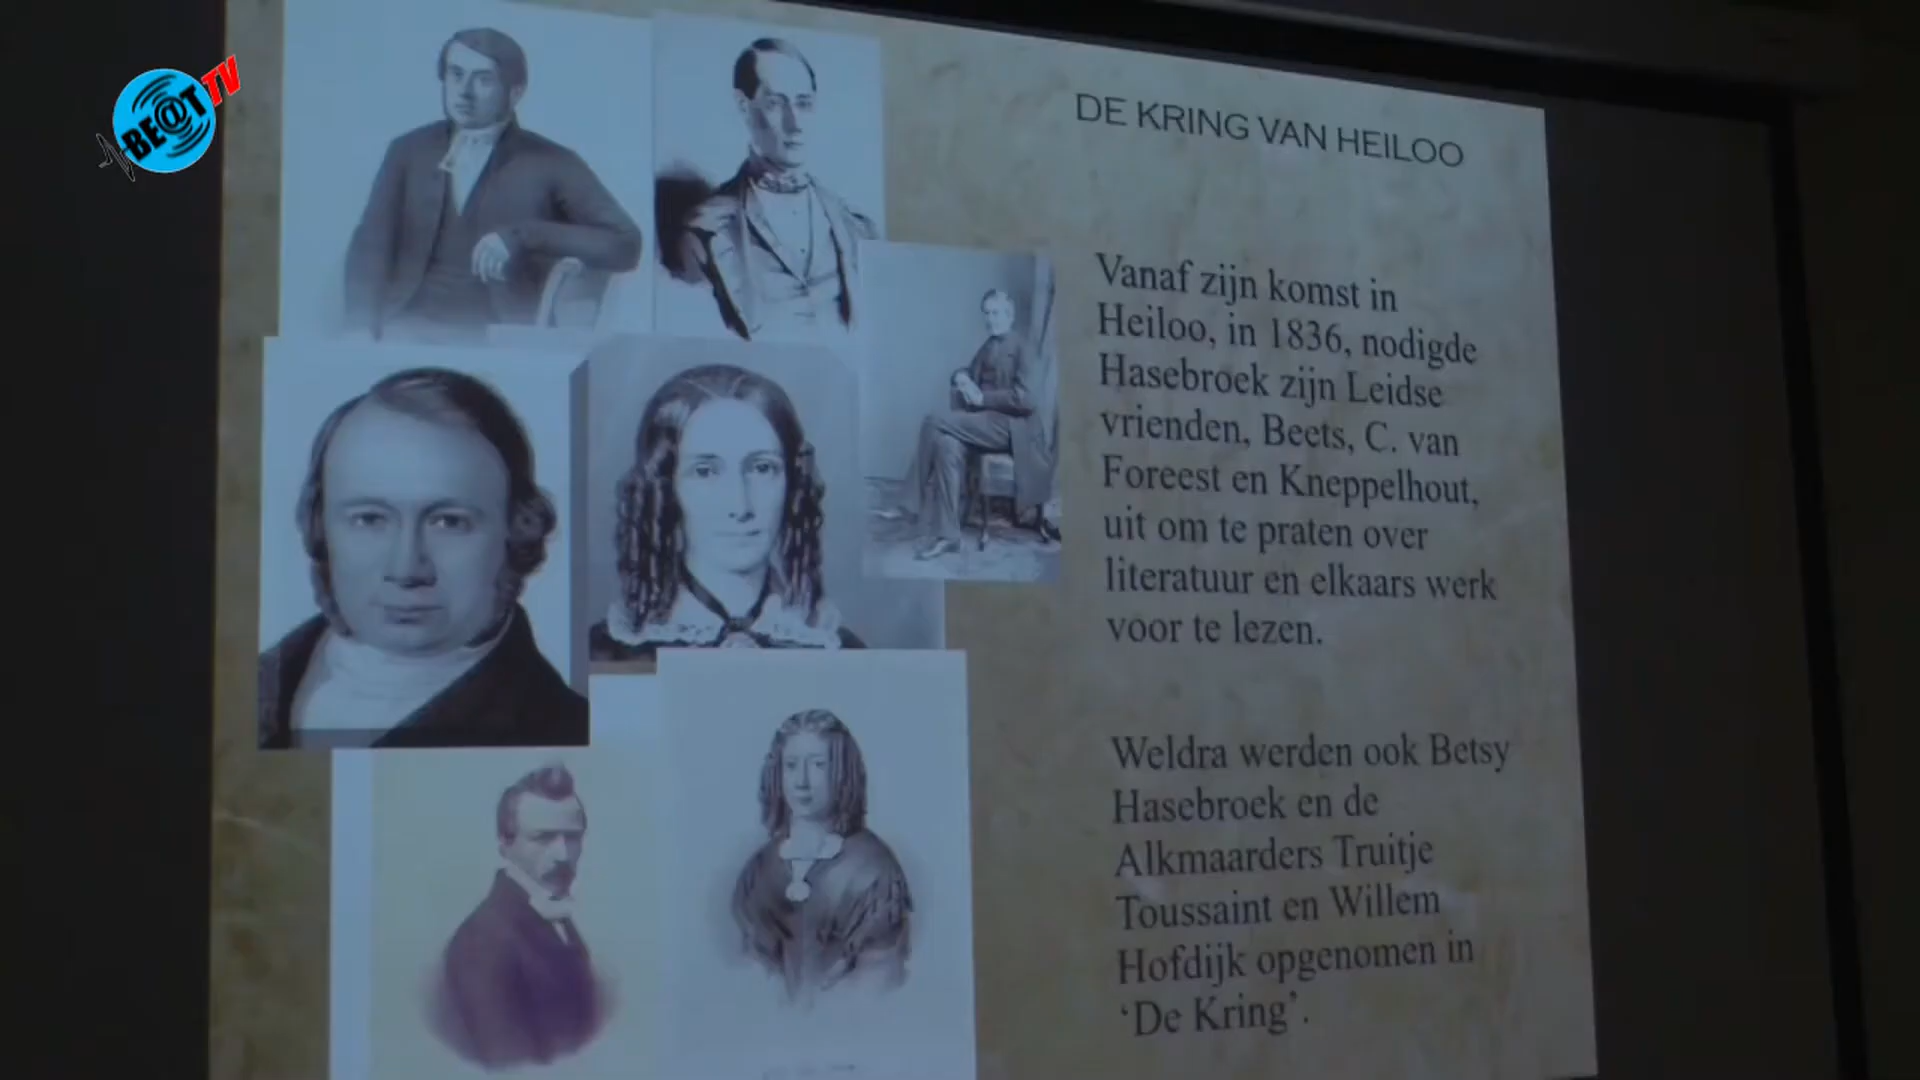 BE@T TV
DE KRING VAN HEILOO
Vanaf zijn komst in
Heiloo, in 1836, nodigde
Hasebroek zijn Leidse
vrienden, Beets, C. van
Foreest en Kneppelhout,
uit om te praten over
literatuur en elkaars werk
voor te lezen.
Weldra werden ook Betsy
Hasebroek en de
Alkmaarders Truitje
Toussaint en Willem
Hofdijk opgenomen in
‘De Kring’.